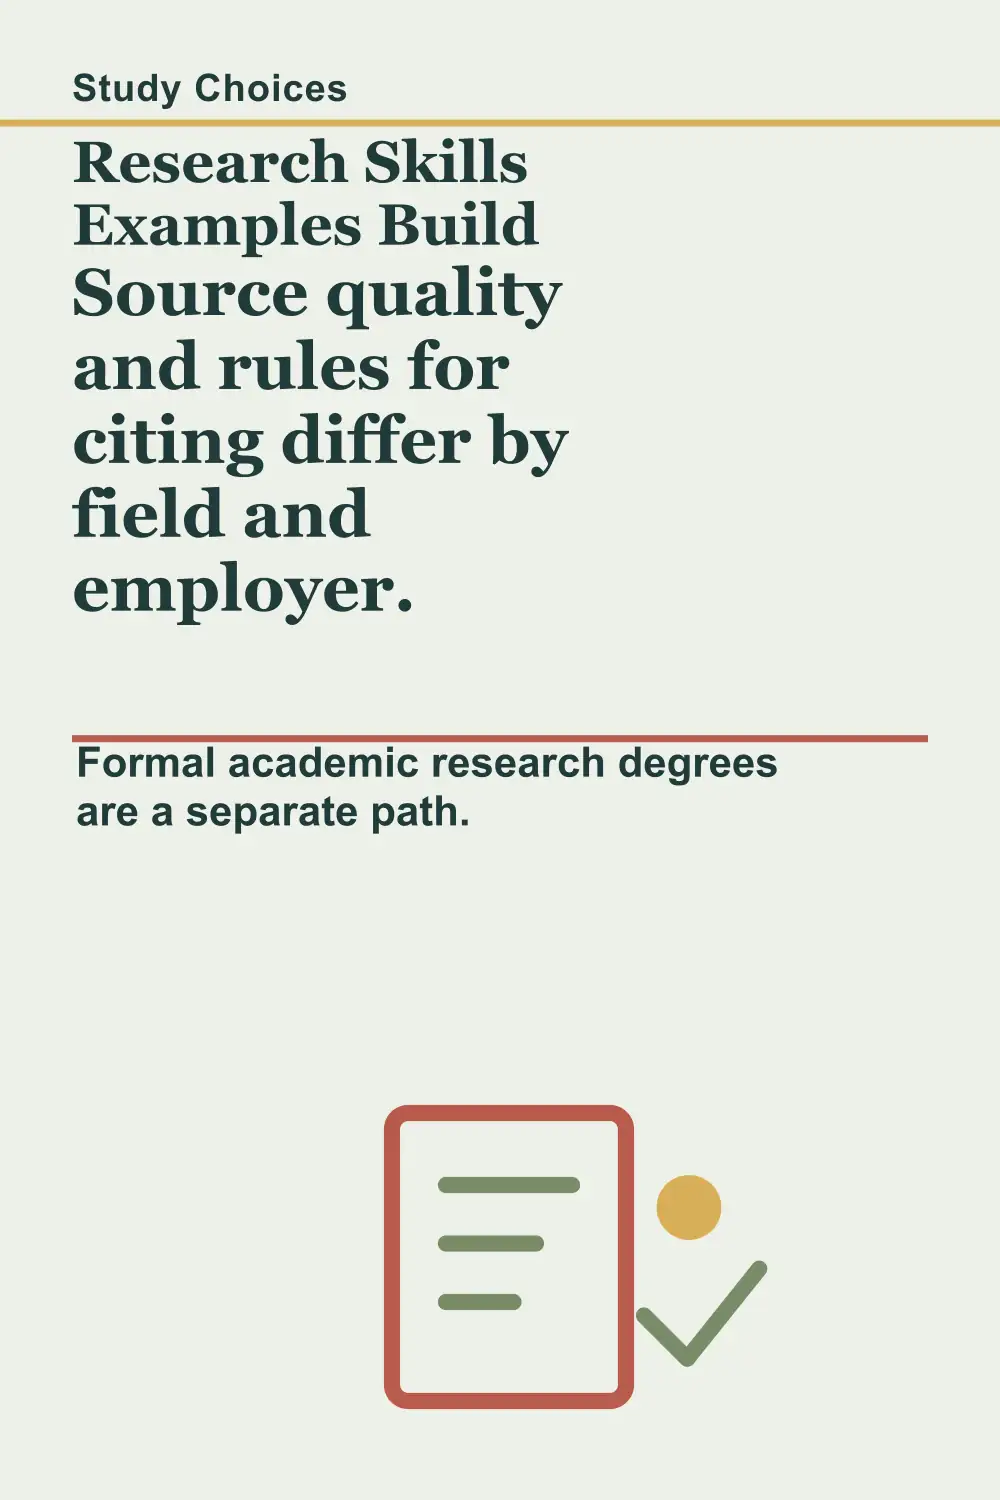 Study Choices
Research Skills
Examples Build
Source quality
and rules for
citing differ by
field and
employer.
Formal academic research degrees
are a separate path.